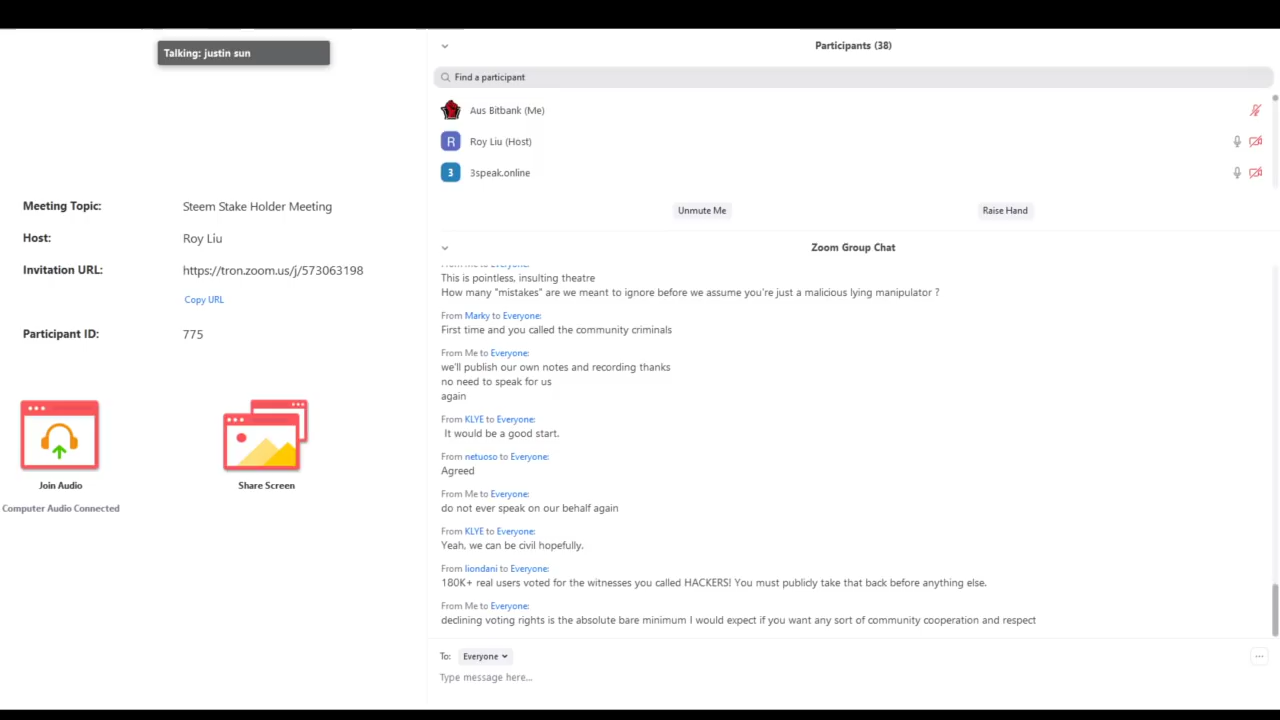 Talking: justin sun
Meeting Topic: Steem Stake Holder Meeting
Host: Roy Liu
Invitation URL: https://tron.zoom.us/j/573063198
Copy URL
Participant ID: 775
Join Audio
Share Screen
Computer Audio Connected
Participants (38)
Find a participant
Aus Bitbank (Me)
R Roy Liu (Host)
3 3speak.online
Unmute Me
Raise Hand
Zoom Group Chat
From Me to Everyone:
This is pointless, insulting theatre
How many "mistakes" are we meant to ignore before we assume you're just a malicious lying manipulator ?
From Marky to Everyone:
First time and you called the community criminals
From Me to Everyone:
we'll publish our own notes and recording thanks
no need to speak for us
again
From KLYE to Everyone:
It would be a good start.
From netuoso to Everyone:
Agreed
From Me to Everyone:
do not ever speak on our behalf again
From KLYE to Everyone:
Yeah, we can be civil hopefully.
From liondani to Everyone:
180K+ real users voted for the witnesses you called HACKERS! You must publicly take that back before anything else.
From Me to Everyone:
declining voting rights is the absolute bare minimum I would expect if you want any sort of community cooperation and respect
To: Everyone
Type message here...